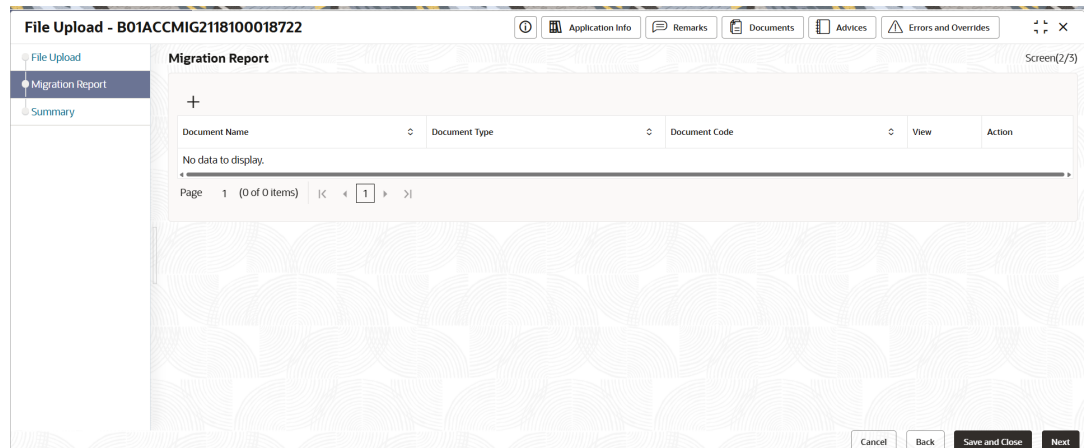 File Upload - B01ACCMIG2118100018722
Application Info
Remarks
Documents
Advices
Errors and Overrides
File Upload
Migration Report
Summary
Migration Report
Screen(2/3)
Document Name
Document Type
Document Code
View
Action
No data to display.
Page 1 (0 of 0 items) 1
Cancel
Back
Save and Close
Next